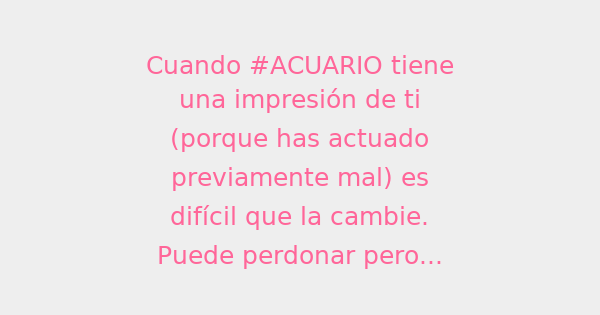 Cuando #ACUARIO tiene
una impresión de ti
(porque has actuado
previamente mal) es
difícil que la cambie.
Puede perdonar pero...